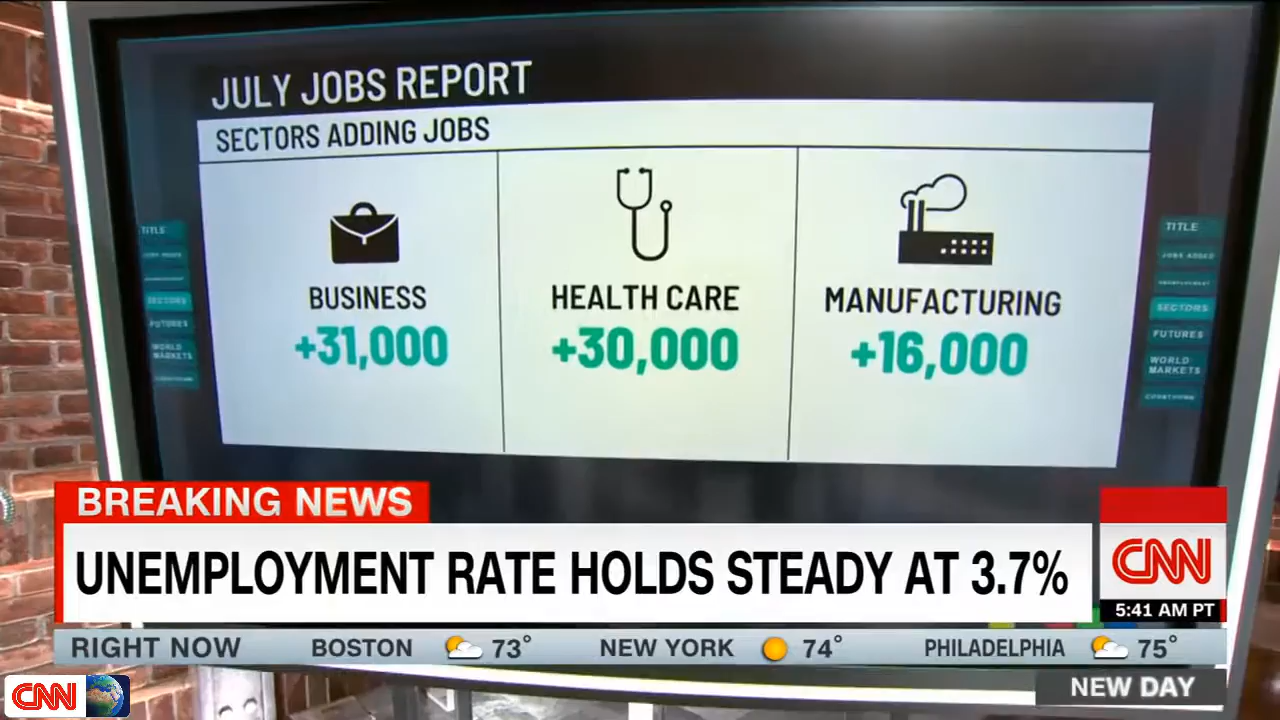 JULY JOBS REPORT
SECTORS ADDING JOBS
BUSINESS
+31,000
HEALTH CARE
+30,000
MANUFACTURING
+16,000
TITLE
SECTORS
FUTURES
WORLD
MARKETS
TITLE
JOBS ADDED
SECTORS
FUTURES
WORLD
MARKETS
BREAKING NEWS
UNEMPLOYMENT RATE HOLDS STEADY AT 3.7%
CNN
5:41 AM PT
RIGHT NOW BOSTON 73° NEW YORK 74° PHILADELPHIA 75°
NEW DAY
CNN